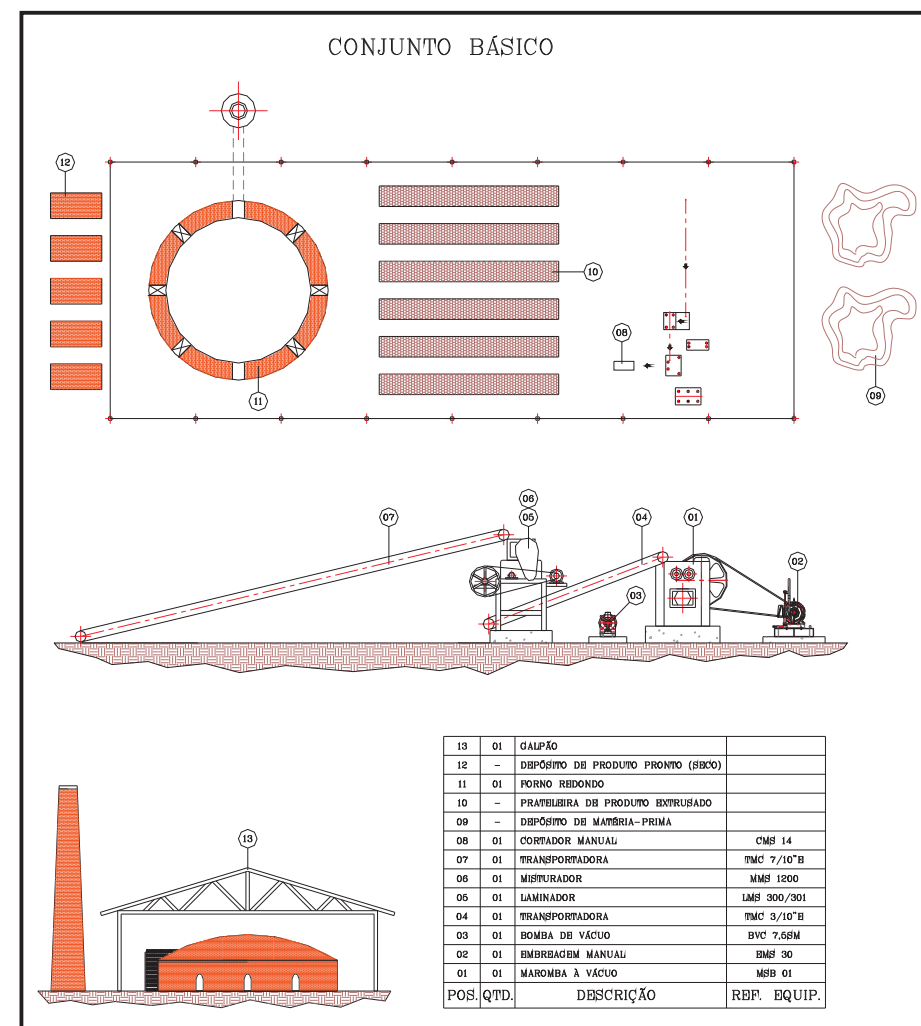 CONJUNTO BÁSICO
12
10
08
11
09
06
05
07
04
01
02
03
13
13 01 GALPÃO
12 - DEPÓSITO DE PRODUTO PRONTO (SECO)
11 01 FORNO REDONDO
10 - PRATELEIRA DE PRODUTO EXTRUSADO
09 - DEPÓSITO DE MATÉRIA-PRIMA
08 01 CORTADOR MANUAL CMS 14
07 01 TRANSPORTADORA TMC 7/10"E
06 01 MISTURADOR MMS 1200
05 01 LAMINADOR LMS 300/301
04 01 TRANSPORTADORA TMC 3/10"E
03 01 BOMBA DE VÁCUO BVC 7,5SM
02 01 EMBREAGEM MANUAL EMS 30
01 01 MAROMBA À VÁCUO MSB 01
POS. QTD. DESCRIÇÃO REF. EQUIP.